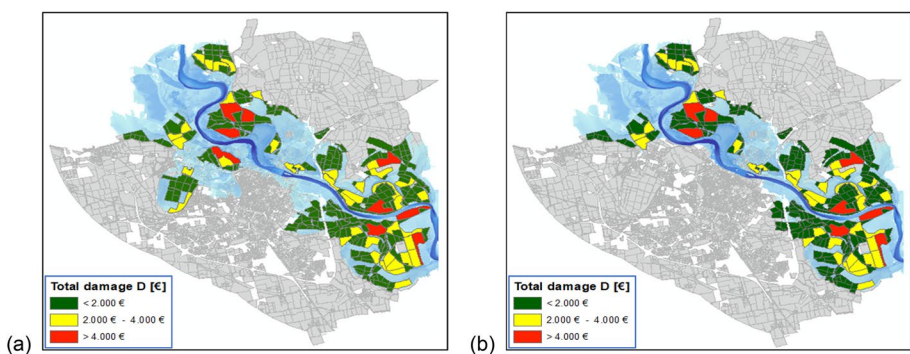 Total damage D [€]
< 2.000 €
2.000 € - 4.000 €
> 4.000 €
(a)
Total damage D [€]
< 2.000 €
2.000 € - 4.000 €
> 4.000 €
(b)